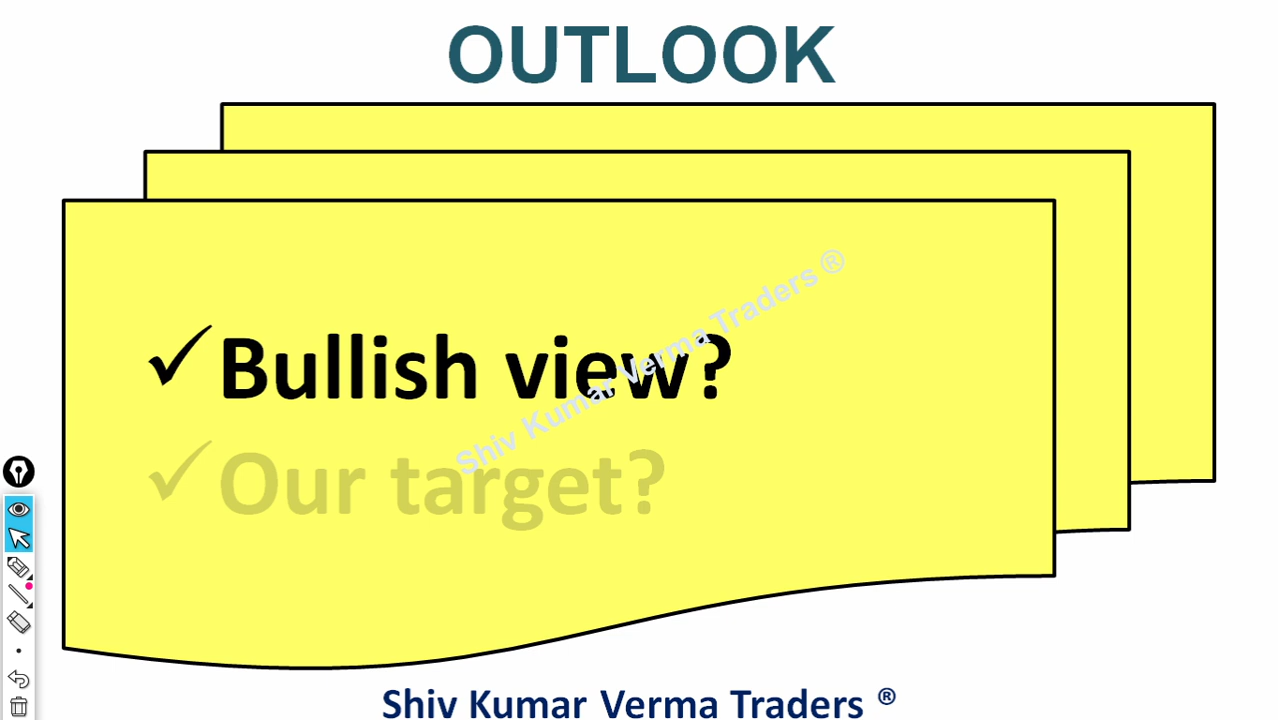 OUTLOOK
✓Bullish view?
✓Our target?
Shiv Kumar Verma Traders ®
Shiv Kumar Verma Traders ®